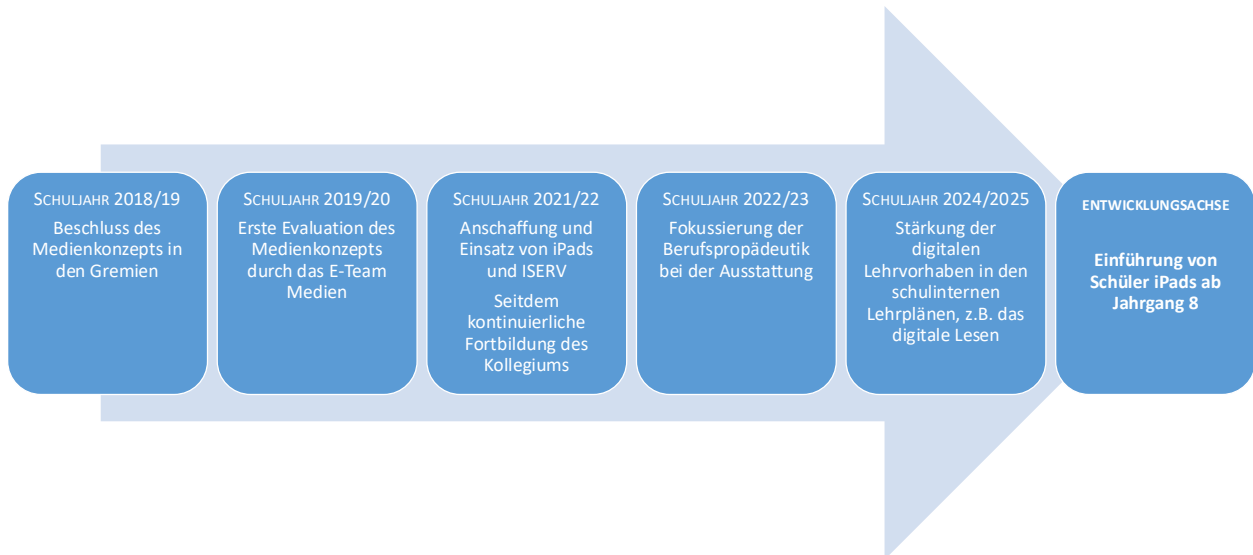 SCHULJAHR 2018/19
Beschluss des
Medienkonzepts in
den Gremien
SCHULJAHR 2019/20
Erste Evaluation des
Medienkonzepts
durch das E-Team
Medien
SCHULJAHR 2021/22
Anschaffung und
Einsatz von iPads
und ISERV
Seitdem
kontinuierliche
Fortbildung des
Kollegiums
SCHULJAHR 2022/23
Fokussierung der
Berufspropädeutik
bei der Ausstattung
SCHULJAHR 2024/2025
Stärkung der
digitalen
Lehrvorhaben in den
schulinternen
Lehrplänen, z.B. das
digitale Lesen
ENTWICKLUNGSACHSE
Einführung von
Schüler iPads ab
Jahrgang 8